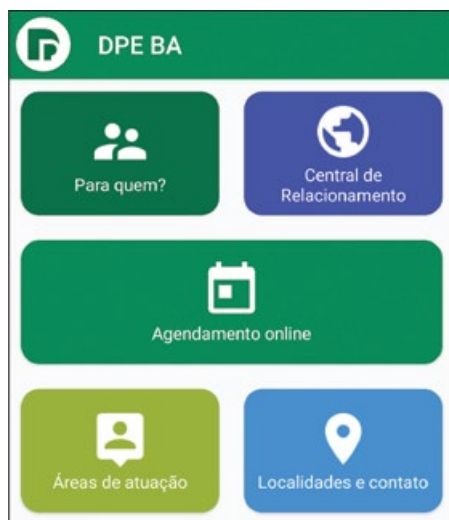 DPE BA
Para quem?
Central de
Relacionamento
Agendamento online
Áreas de atuação
Localidades e contato